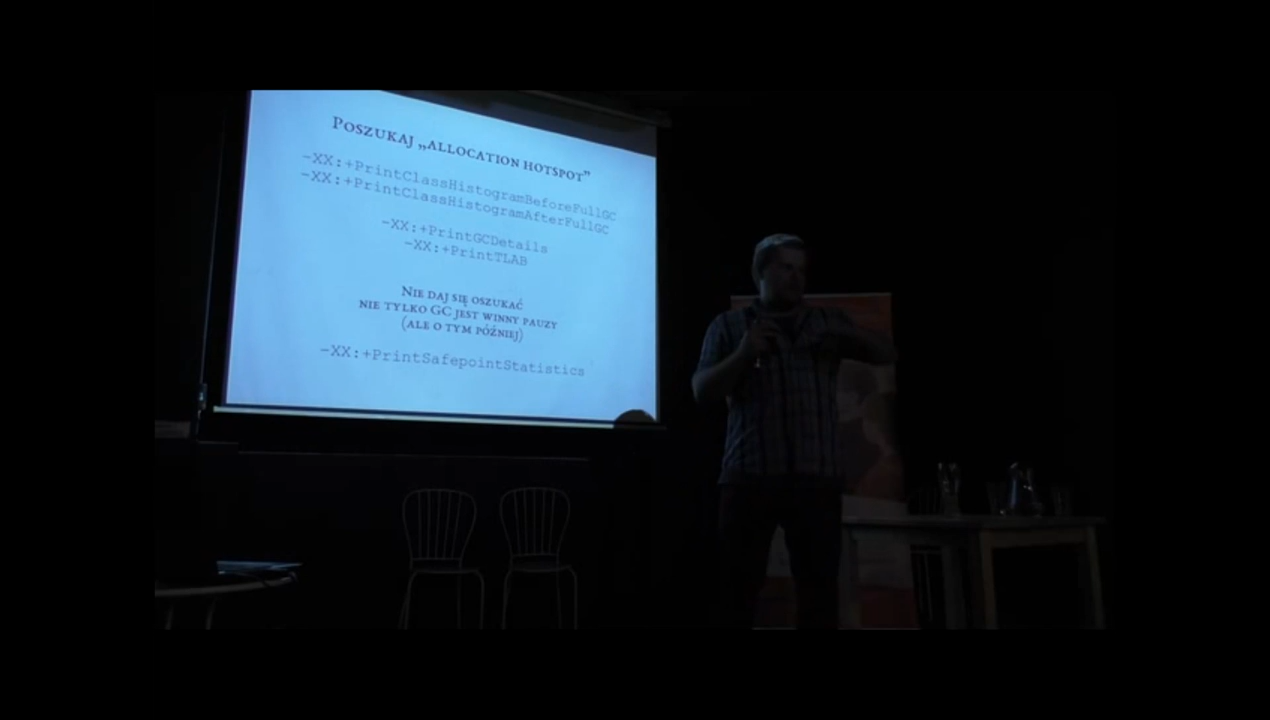 POSZUKAJ „ALLOCATION HOTSPOT”
-XX:+PrintClassHistogramBeforeFullGC
-XX:+PrintClassHistogramAfterFullGC
-XX:+PrintGCDetails
-XX:+PrintTLAB
NIE DAJ SIĘ OSZUKAĆ
NIE TYLKO GC JEST WINNY PAUZY
(ALE O TYM PÓŹNIEJ)
-XX:+PrintSafepointStatistics